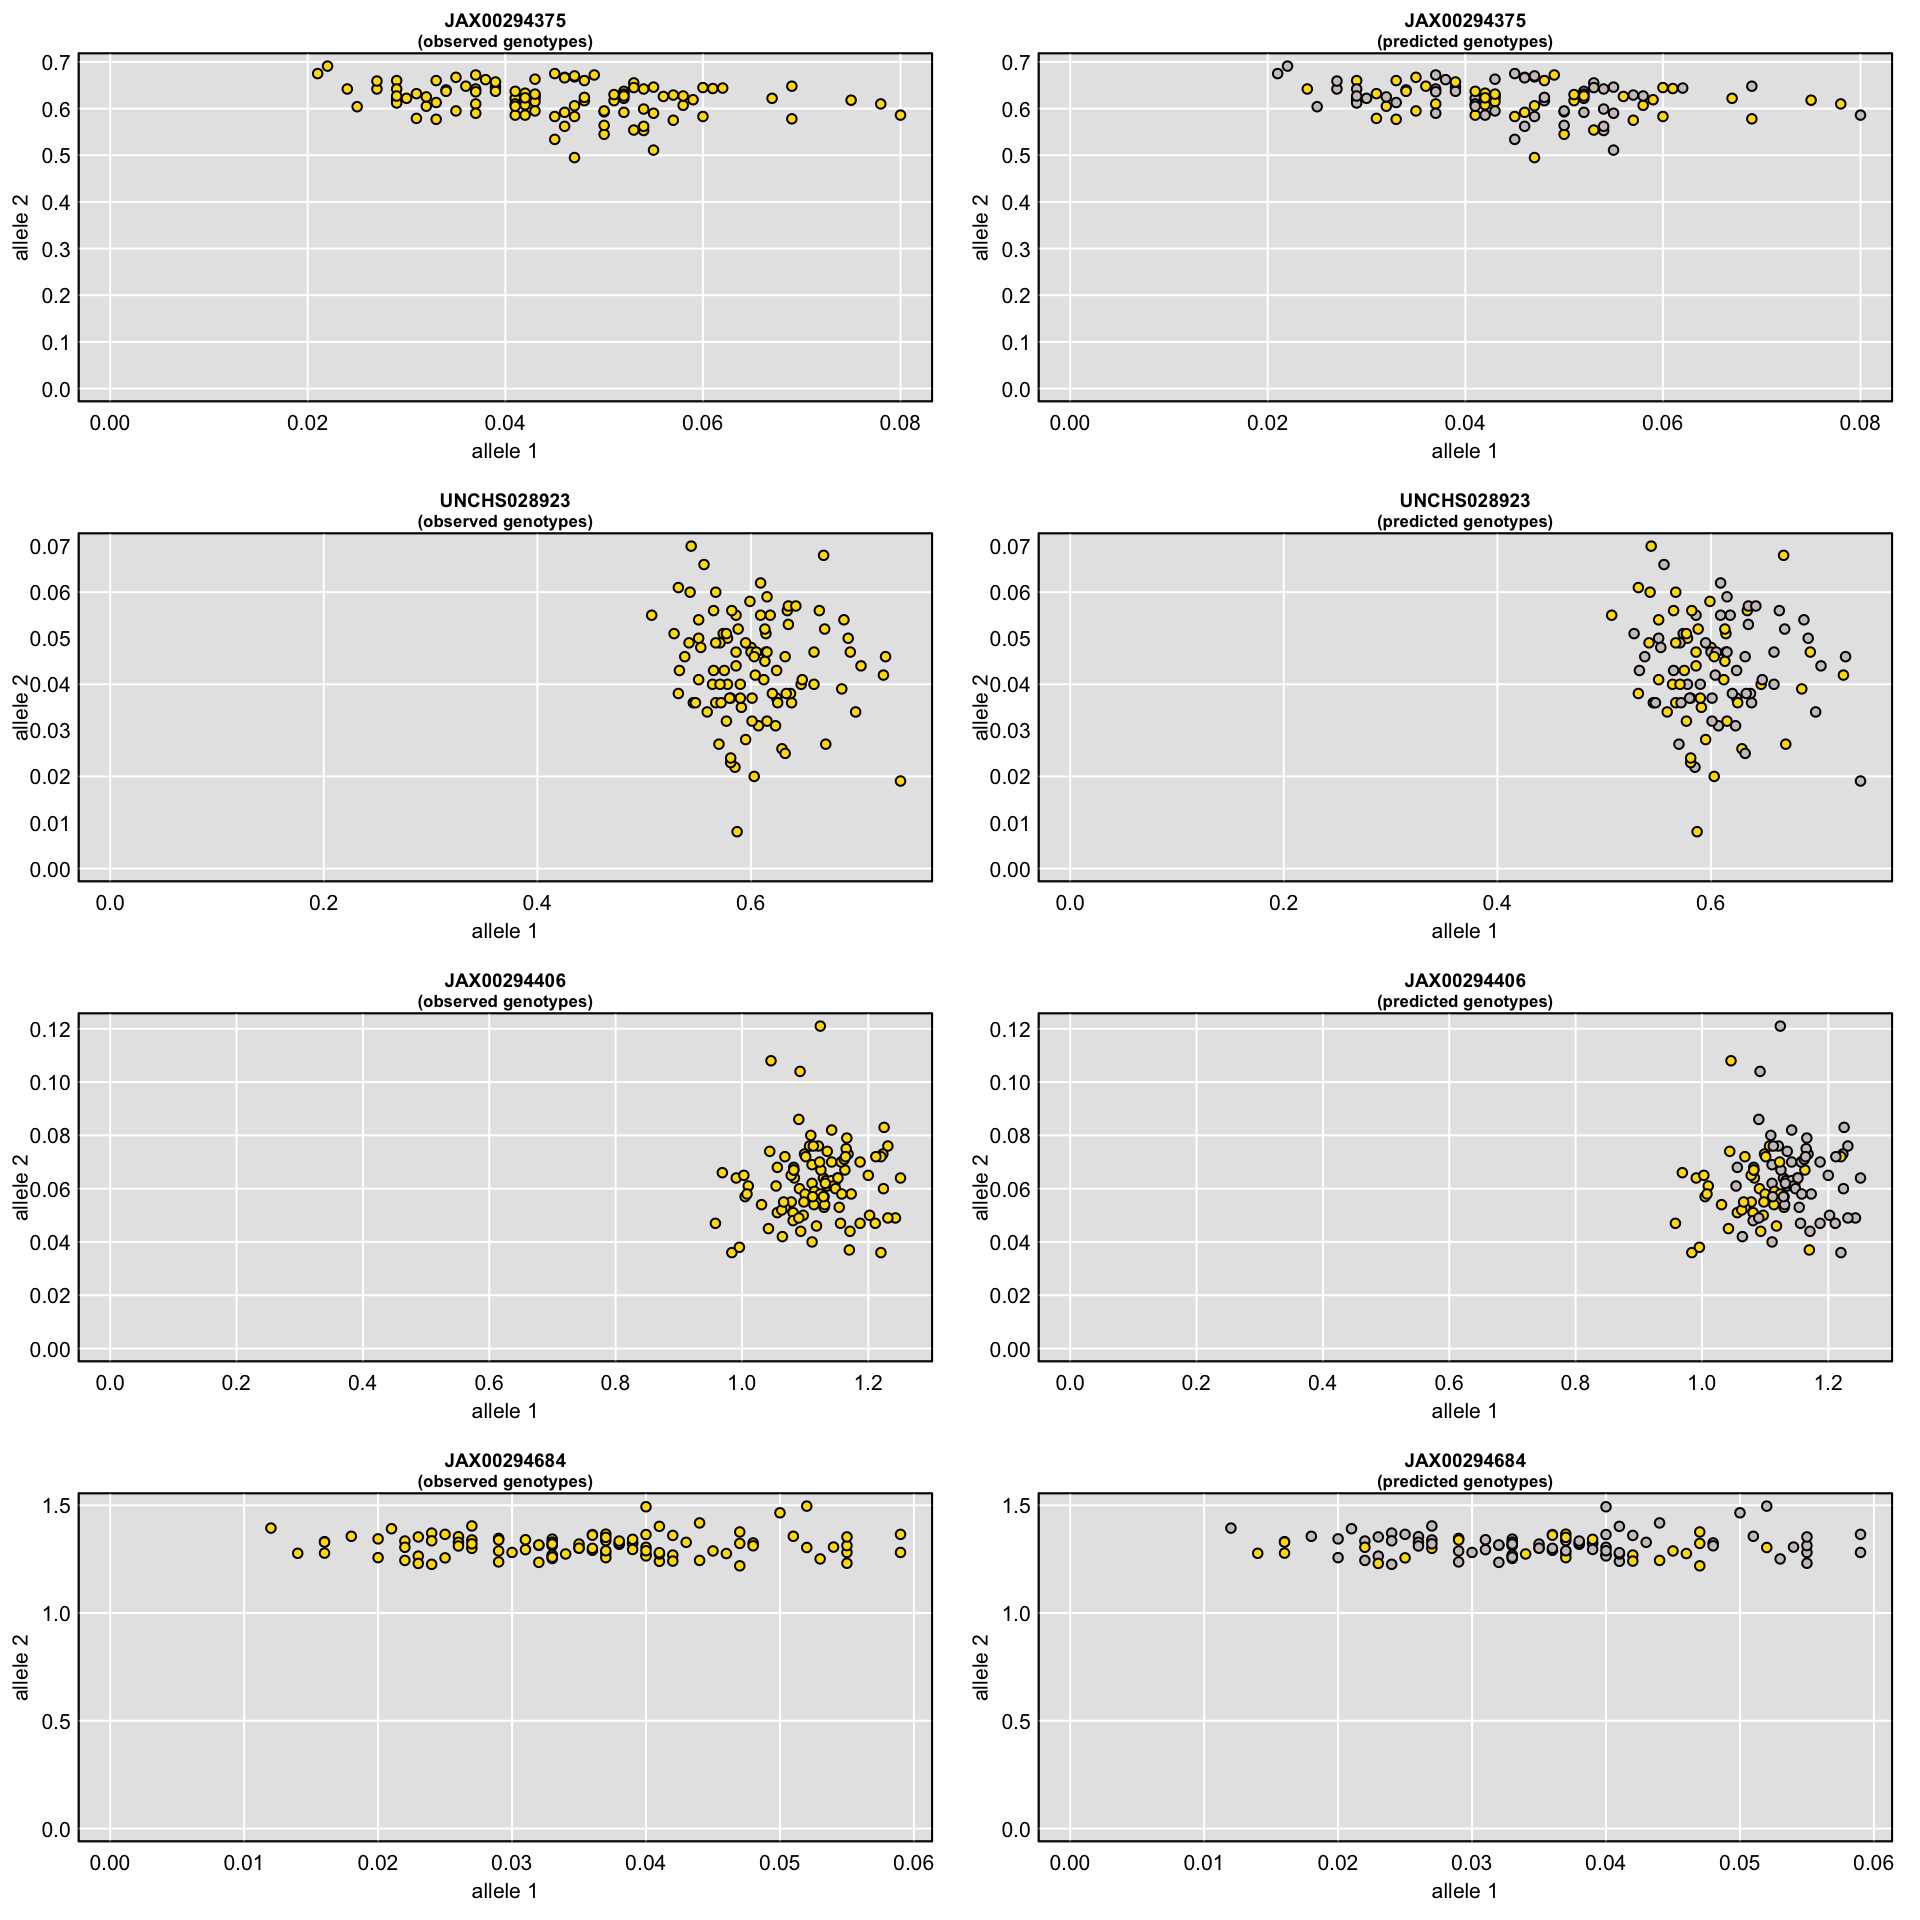 JAX00294375
(observed genotypes)
0.7
0.6
0.5
0.4
0.3
0.2
0.1
0.0
allele 2
0.00 0.02 0.04 0.06 0.08
allele 1
JAX00294375
(predicted genotypes)
0.7
0.6
0.5
0.4
0.3
0.2
0.1
0.0
allele 2
0.00 0.02 0.04 0.06 0.08
allele 1
UNCHS028923
(observed genotypes)
0.07
0.06
0.05
0.04
0.03
0.02
0.01
0.00
allele 2
0.0 0.2 0.4 0.6
allele 1
UNCHS028923
(predicted genotypes)
0.07
0.06
0.05
0.04
0.03
0.02
0.01
0.00
allele 2
0.0 0.2 0.4 0.6
allele 1
JAX00294406
(observed genotypes)
0.12
0.10
0.08
0.06
0.04
0.02
0.00
allele 2
0.0 0.2 0.4 0.6 0.8 1.0 1.2
allele 1
JAX00294406
(predicted genotypes)
0.12
0.10
0.08
0.06
0.04
0.02
0.00
allele 2
0.0 0.2 0.4 0.6 0.8 1.0 1.2
allele 1
JAX00294684
(observed genotypes)
1.5
1.0
0.5
0.0
allele 2
0.00 0.01 0.02 0.03 0.04 0.05 0.06
allele 1
JAX00294684
(predicted genotypes)
1.5
1.0
0.5
0.0
allele 2
0.00 0.01 0.02 0.03 0.04 0.05 0.06
allele 1